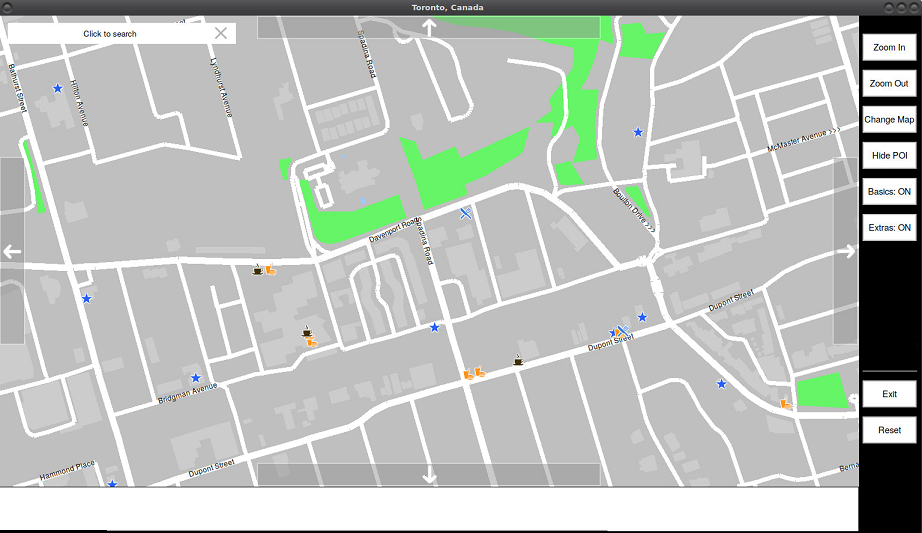 Toronto, Canada
Click to search
Zoom In
Zoom Out
Change Map
Hide POI
Basics: ON
Extras: ON
Exit
Reset
Bathurst Street
Hilton Avenue
Lyndhurst Avenue
Spadina Road
McMaster Avenue >>>
Boulton Drive >>>
Davenport Road
Spadina Road
Dupont Street
Dupont Street
Bridgman Avenue
Hammond Place
Dupont Street